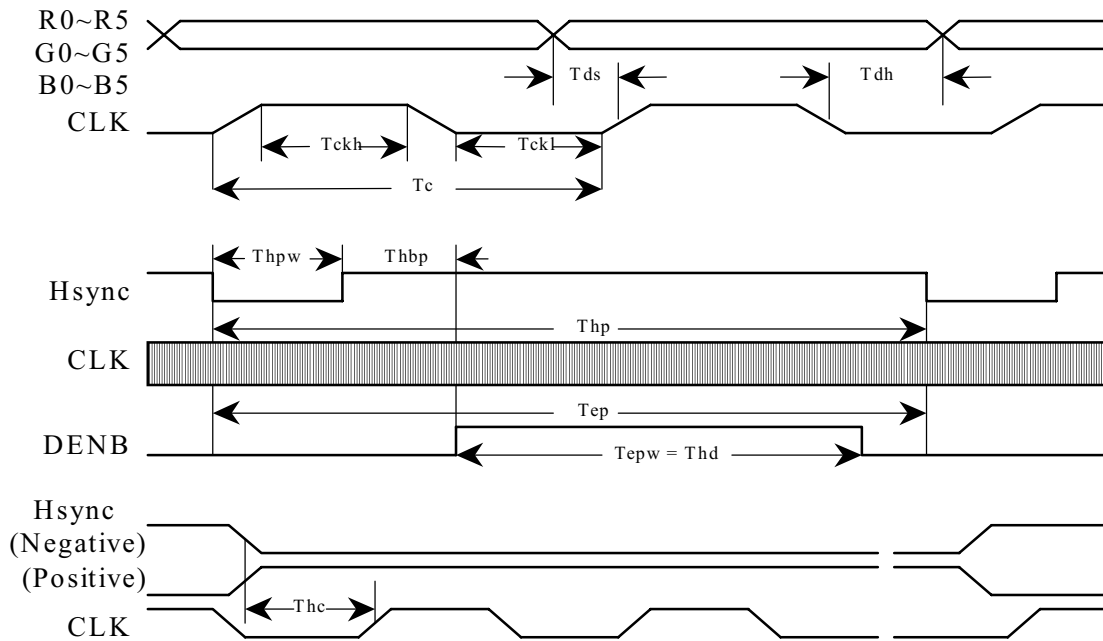 R0~R5
G0~G5
B0~B5
Tds
Tdh
CLK
Tckh
Tckl
Tc
Thpw
Thbp
Hsync
Thp
CLK
Tep
DENB
Tepw = Thd
Hsync
(Negative)
(Positive)
Thc
CLK